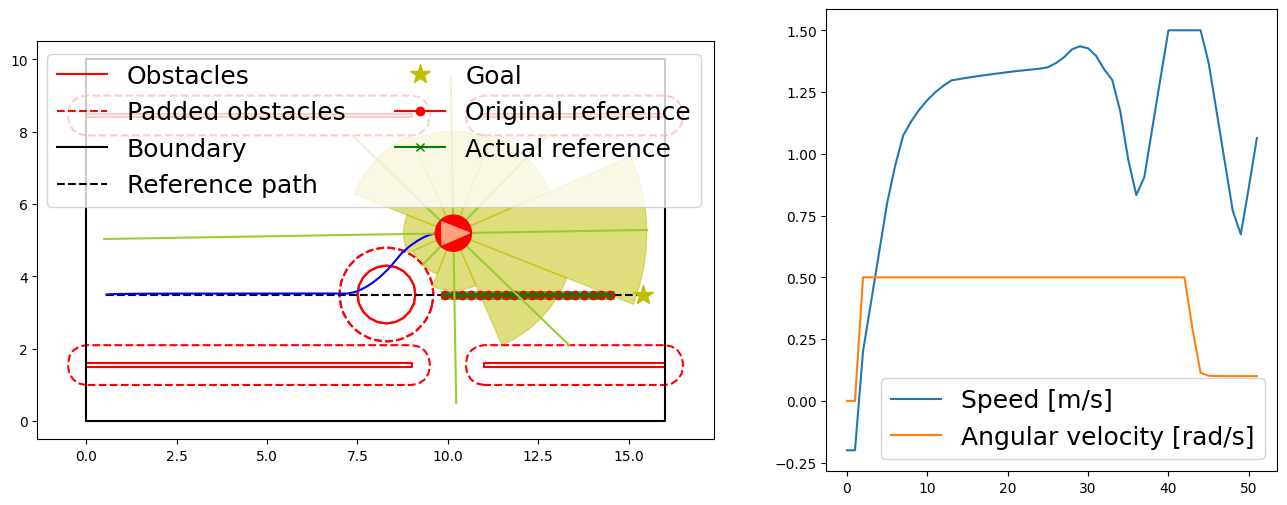 Obstacles
Padded obstacles
Boundary
Reference path
Goal
Original reference
Actual reference
10
8
6
4
2
0
0.0 2.5 5.0 7.5 10.0 12.5 15.0
1.50
1.25
1.00
0.75
0.50
0.25
0.00
−0.25
Speed [m/s]
Angular velocity [rad/s]
0 10 20 30 40 50